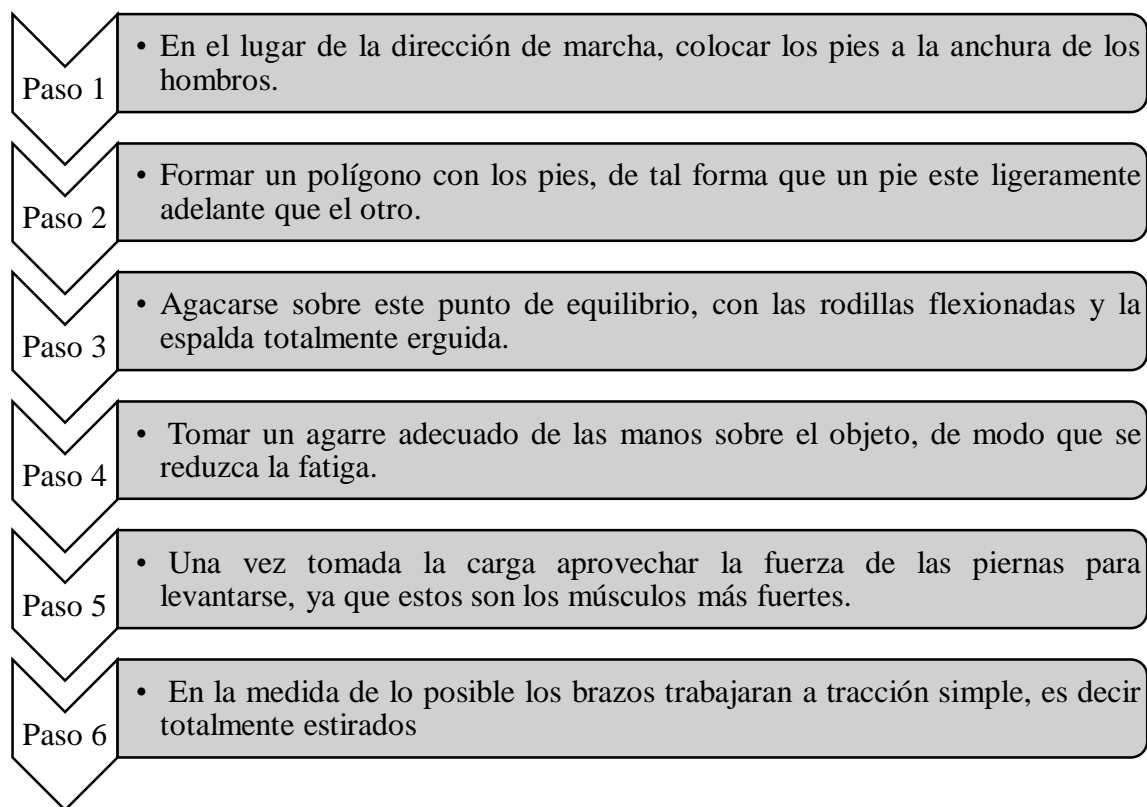 Paso 1
• En el lugar de la dirección de marcha, colocar los pies a la anchura de los
hombros.
Paso 2
• Formar un polígono con los pies, de tal forma que un pie este ligeramente
adelante que el otro.
Paso 3
• Agacarse sobre este punto de equilibrio, con las rodillas flexionadas y la
espalda totalmente erguida.
Paso 4
• Tomar un agarre adecuado de las manos sobre el objeto, de modo que se
reduzca la fatiga.
Paso 5
• Una vez tomada la carga aprovechar la fuerza de las piernas para
levantarse, ya que estos son los músculos más fuertes.
Paso 6
• En la medida de lo posible los brazos trabajaran a tracción simple, es decir
totalmente estirados